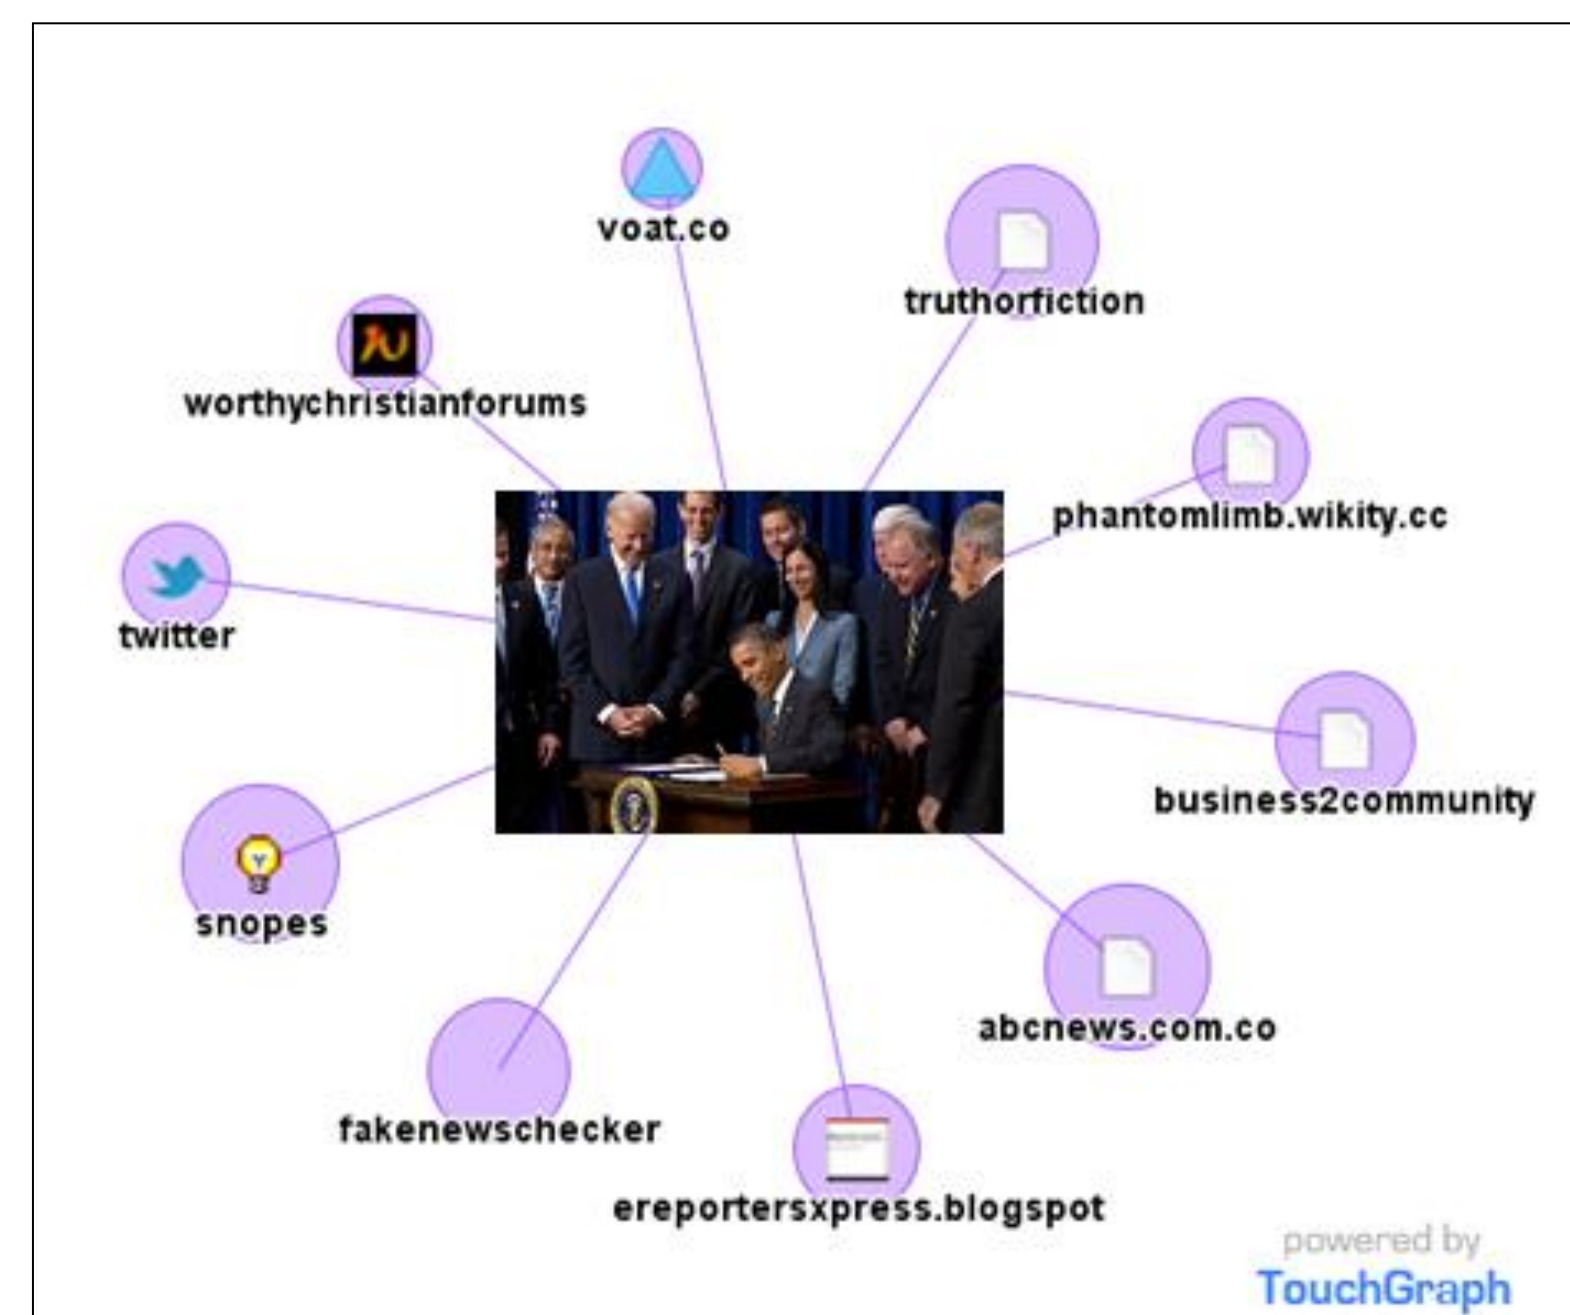 voat.co
truthorfiction
worthychristianforums
phantomlimb.wikity.cc
twitter
business2community
snopes
abcnews.com.co
fakenewschecker
ereportersxpress.blogspot
powered by
TouchGraph